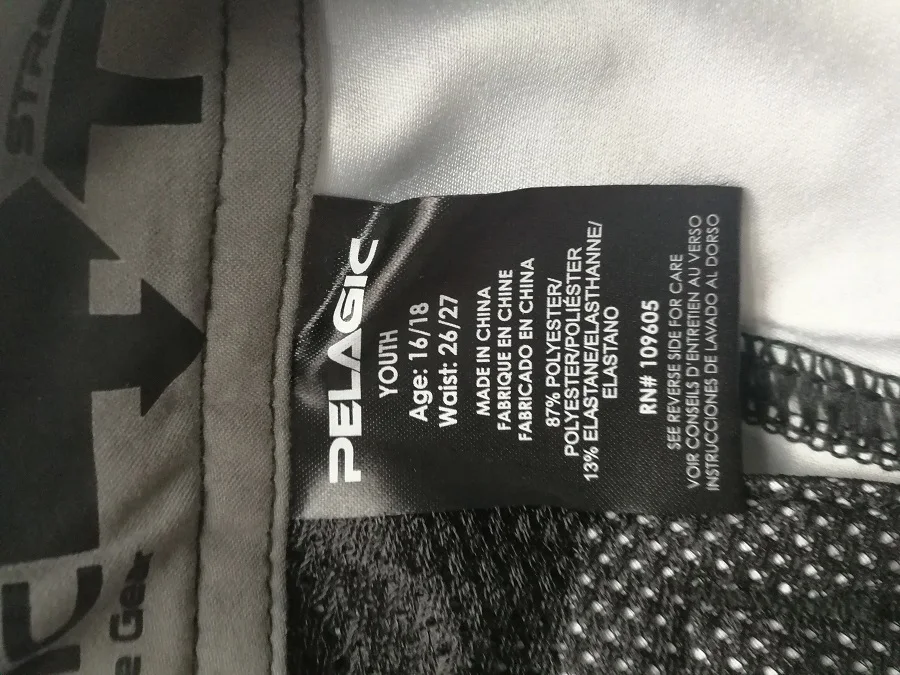 PELAGIC
YOUTH
Age: 16/18
Waist: 26/27
MADE IN CHINA
FABRIQUE EN CHINE
FABRICADO EN CHINA
87% POLYESTER/
POLYESTER/POLIÉSTER
13% ELASTANE/ELASTHANNE/
ELASTANO
RN# 109605
SEE REVERSE SIDE FOR CARE
VOIR CONSEILS D'ENTRETIEN AU VERSO
INSTRUCCIONES DE LAVADO AL DORSO
Gear